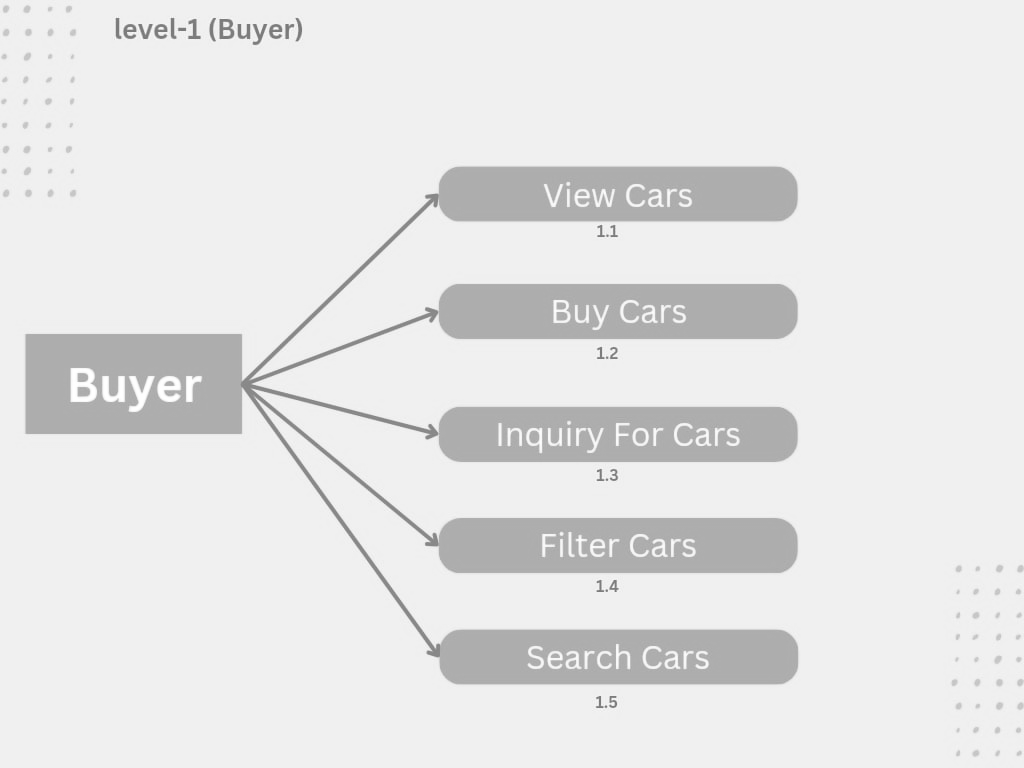 level-1 (Buyer)
View Cars
1.1
Buy Cars
1.2
Buyer
Inquiry For Cars
1.3
Filter Cars
1.4
Search Cars
1.5